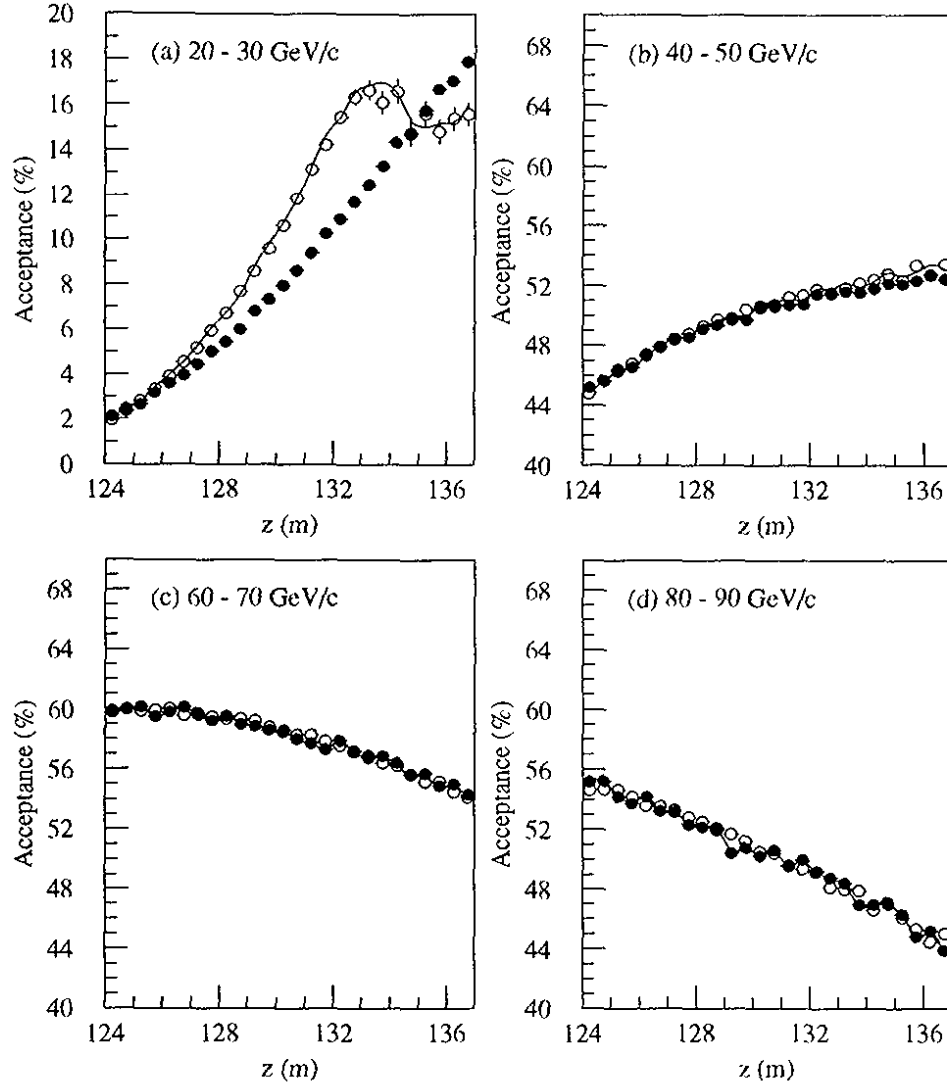 (a) 20 - 30 GeV/c
20
18
16
14
12
10
8
6
4
2
0
Acceptance (%)
124 128 132 136
z (m)
(b) 40 - 50 GeV/c
68
64
60
56
52
48
44
40
Acceptance (%)
124 128 132 136
z (m)
(c) 60 - 70 GeV/c
68
64
60
56
52
48
44
40
Acceptance (%)
124 128 132 136
z (m)
(d) 80 - 90 GeV/c
68
64
60
56
52
48
44
40
Acceptance (%)
124 128 132 136
z (m)